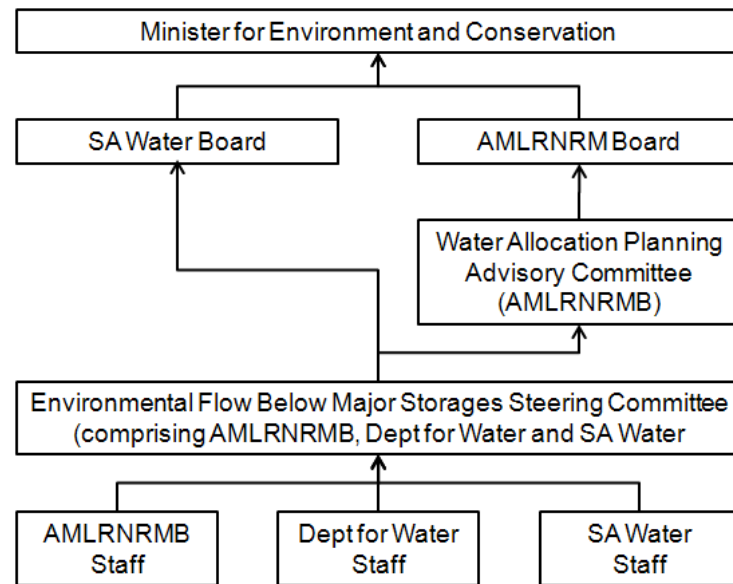 Minister for Environment and Conservation
SA Water Board
AMLRNRM Board
Water Allocation Planning
Advisory Committee
(AMLRNRMB)
Environmental Flow Below Major Storages Steering Committee
(comprising AMLRNRMB, Dept for Water and SA Water
AMLRNRMB
Staff
Dept for Water
Staff
SA Water
Staff